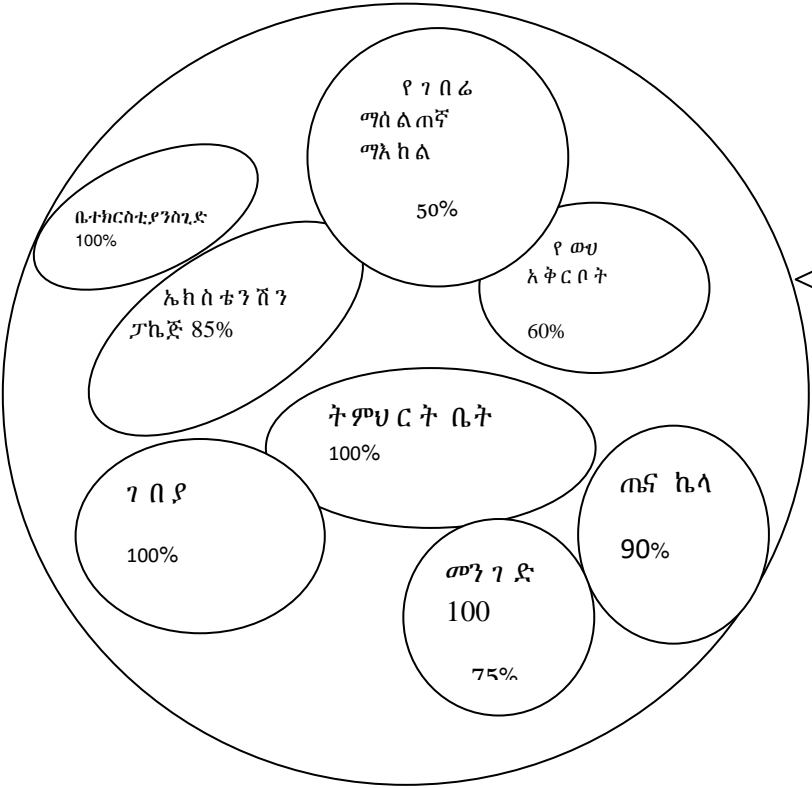 የገበሬ
ማሰልጠኛ
ማእከል
50%
ቤተክርስቲያንስጊድ
100%
የውህ
አቅርቦት
60%
ኤክስቴንሽን
ፓኬጅ 85%
ትምህርት ቤት
100%
ጤና ኬላ
90%
ገበያ
100%
መንገድ
100
75%